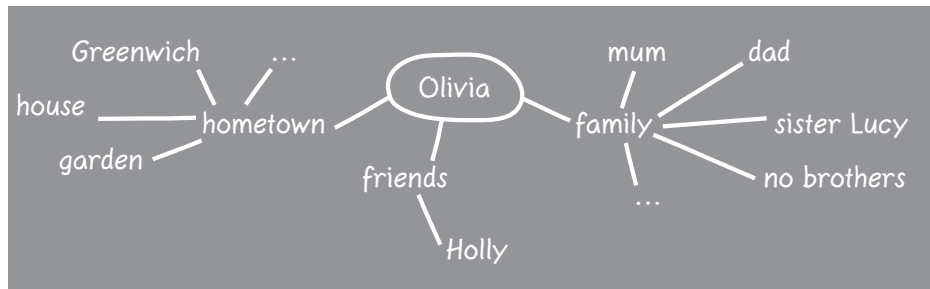 Greenwich
...
mum
dad
Olivia
house
hometown
family
sister Lucy
garden
friends
no brothers
...
Holly